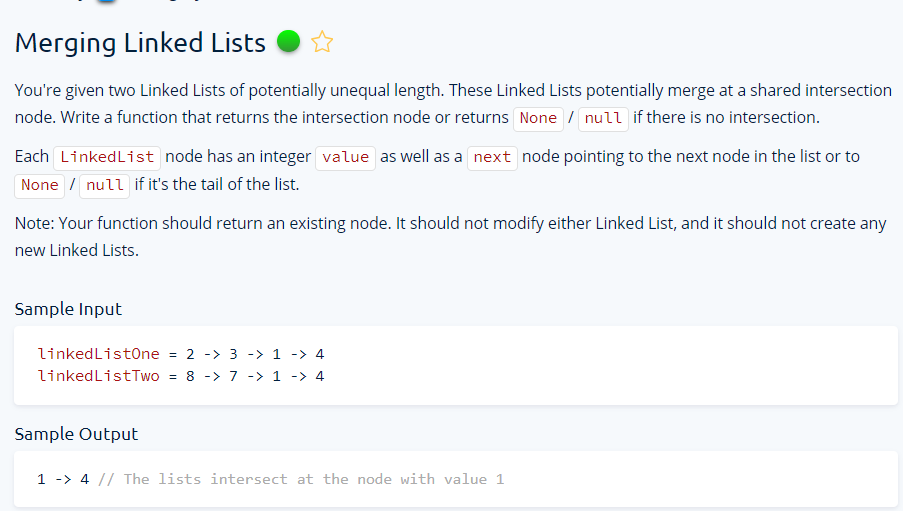 Merging Linked Lists
You're given two Linked Lists of potentially unequal length. These Linked Lists potentially merge at a shared intersection
node. Write a function that returns the intersection node or returns None / null if there is no intersection.
Each LinkedList node has an integer value as well as a next node pointing to the next node in the list or to
None / null if it's the tail of the list.
Note: Your function should return an existing node. It should not modify either Linked List, and it should not create any
new Linked Lists.
Sample Input
linkedListOne = 2 -> 3 -> 1 -> 4
linkedListTwo = 8 -> 7 -> 1 -> 4
Sample Output
1 -> 4 // The lists intersect at the node with value 1